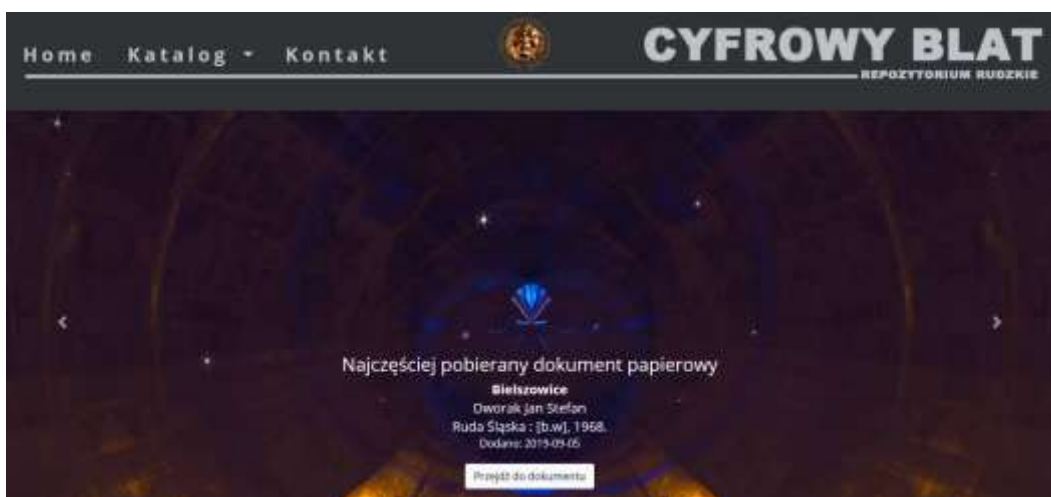 Home Katalog Kontakt
CYFROWY BLAT
REPOZYTORIUM RUDZKIE
Najczęściej pobierany dokument papierowy
Bielszowice
Dworak Jan Stefan
Ruda Śląska : [b.w], 1968.
Dodano: 2019-09-05
Przejdź do dokumentu